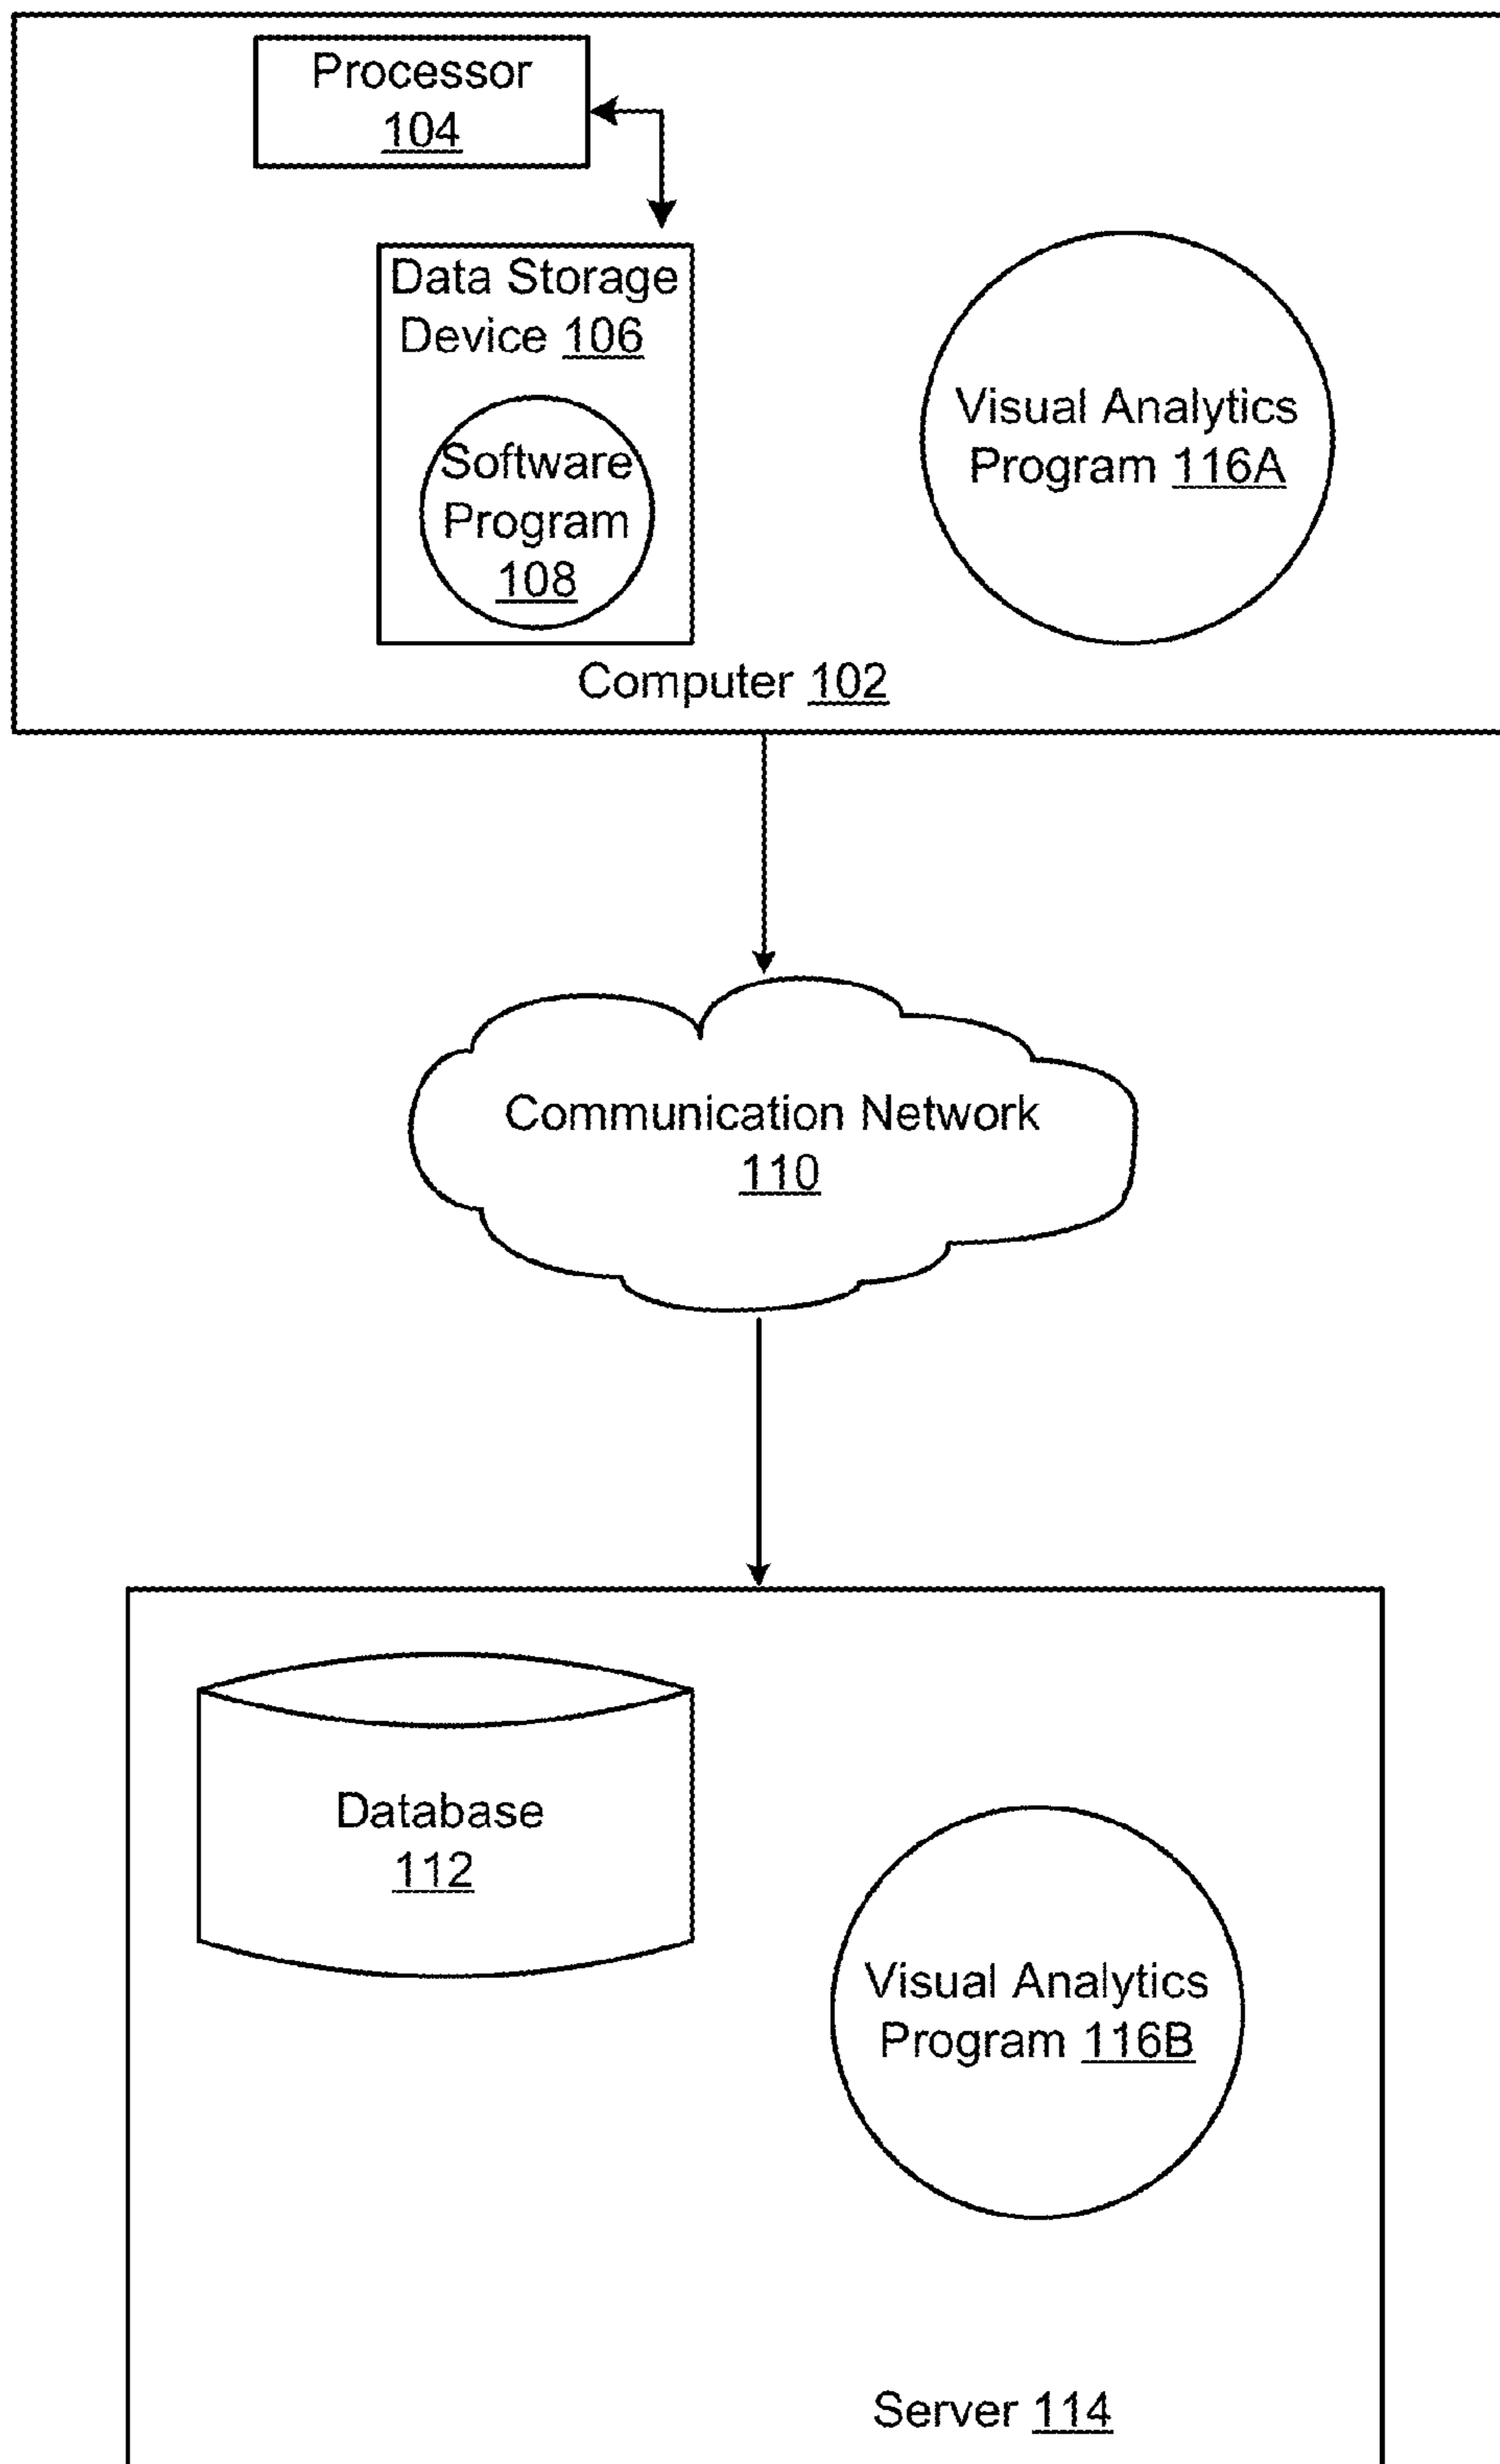 Processor
104
Data Storage
Device 106
Software
Program
108
Visual Analytics
Program 116A
Computer 102
Communication Network
110
Database
112
Visual Analytics
Program 116B
Server 114